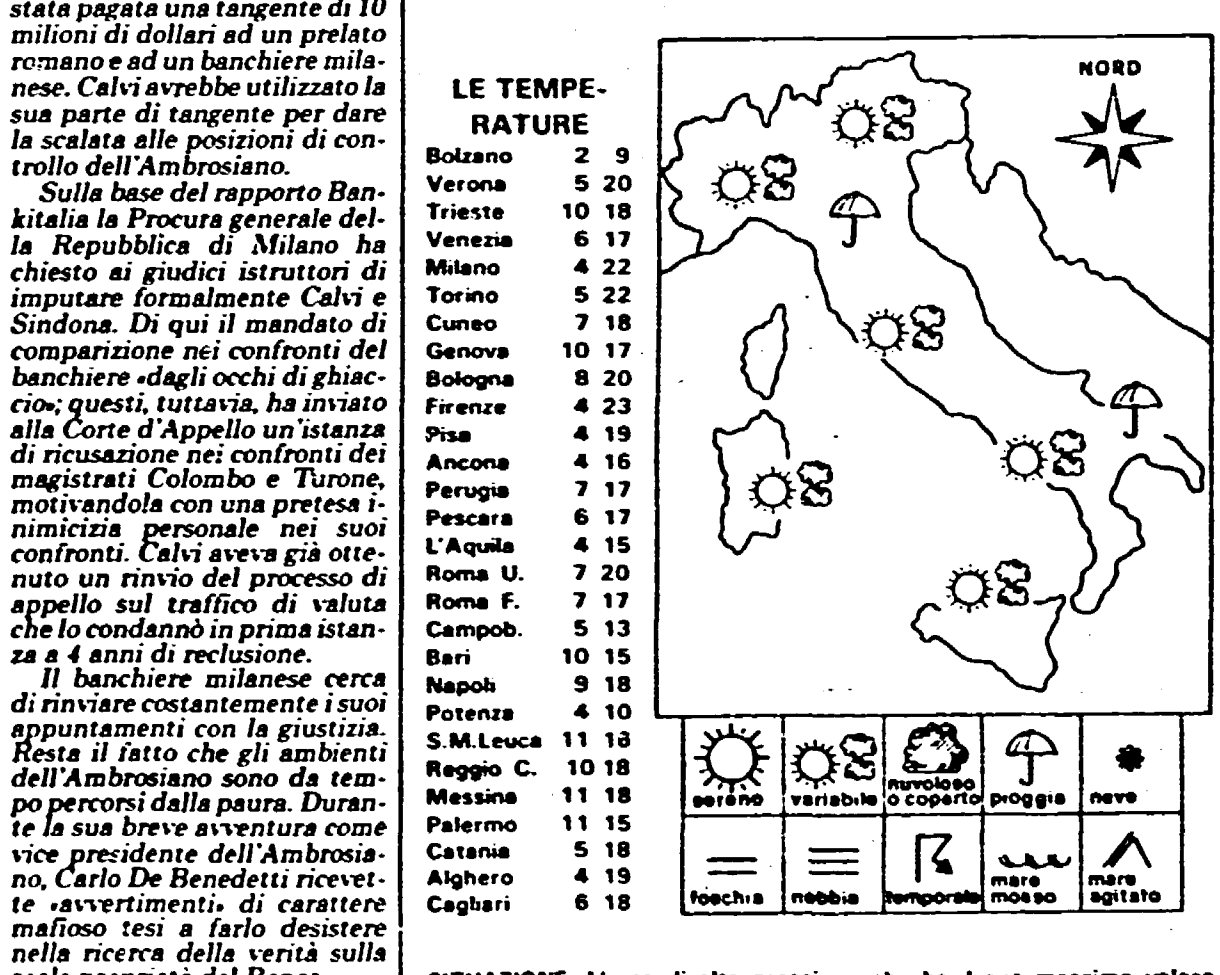 stata pagata una tangente di 10
milioni di dollari ad un prelato
romano e ad un banchiere mila-
nese. Calvi avrebbe utilizzato la
sua parte di tangente per dare
la scalata alle posizioni di con-
trollo dell'Ambrosiano.
Sulla base del rapporto Ban-
kitalia la Procura generale del-
la Repubblica di Milano ha
chiesto ai giudici istruttori di
imputare formalmente Calvi e
Sindona. Di qui il mandato di
comparizione nei confronti del
banchiere «dagli occhi di ghiac-
cio»; questi, tuttavia, ha inviato
alla Corte d'Appello un'istanza
di ricusazione nei confronti dei
magistrati Colombo e Turone,
motivandola con una pretesa i-
nimicizia personale nei suoi
confronti. Calvi aveva già otte-
nuto un rinvio del processo di
appello sul traffico di valuta
che lo condannò in prima istan-
za a 4 anni di reclusione.
Il banchiere milanese cerca
di rinviare costantemente i suoi
appuntamenti con la giustizia.
Resta il fatto che gli ambienti
dell'Ambrosiano sono da tem-
po percorsi dalla paura. Duran-
te la sua breve avventura come
vice presidente dell'Ambrosia-
no, Carlo De Benedetti ricevet-
te «avvertimenti» di carattere
mafioso tesi a farlo desistere
nella ricerca della verità sulla
LE TEMPE-
RATURE
Bolzano 2 9
Verona 5 20
Trieste 10 18
Venezia 6 17
Milano 4 22
Torino 5 22
Cuneo 7 18
Genova 10 17
Bologna 8 20
Firenze 4 23
Pisa 4 19
Ancona 4 16
Perugia 7 17
Pescara 6 17
L'Aquila 4 15
Roma U. 7 20
Roma F. 7 17
Campob. 5 13
Bari 10 15
Napoli 9 18
Potenza 4 10
S.M.Leuca 11
Reggio C. 10 18
Messina 11 18
Palermo 11 15
Catania 5 18
Alghero 4 19
Cagliari 6 18
NORD
sereno
variabile
nuvoloso
o coperto
pioggia
neve
foschia
nebbia
temporale
mare
mosso
mare
agitato